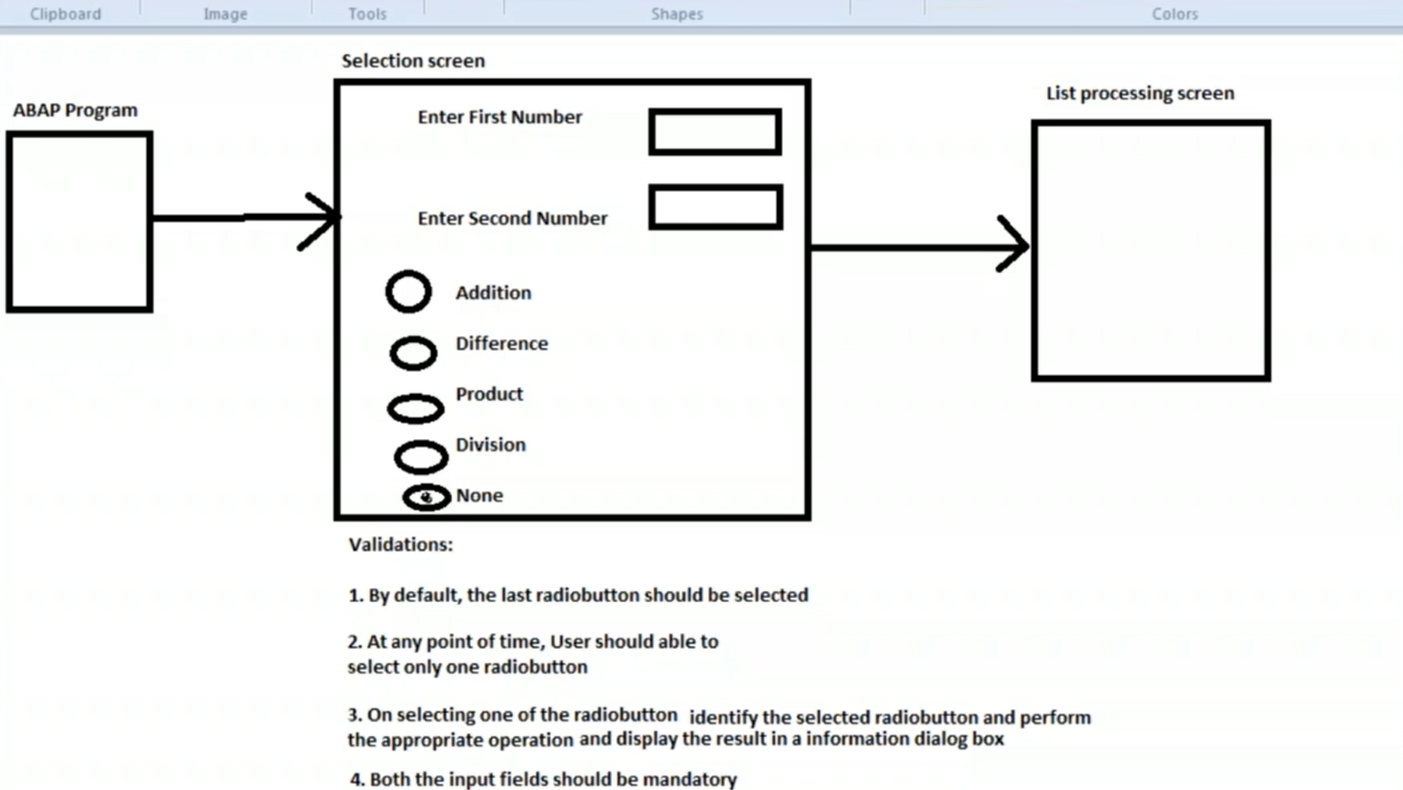 Clipboard
Image
Tools
Shapes
Colors
Selection screen
ABAP Program
List processing screen
Enter First Number
Enter Second Number
Addition
Difference
Product
Division
None
Validations:
1. By default, the last radiobutton should be selected
2. At any point of time, User should able to
select only one radiobutton
3. On selecting one of the radiobutton identify the selected radiobutton and perform
the appropriate operation and display the result in a information dialog box
4. Both the input fields should be mandatory